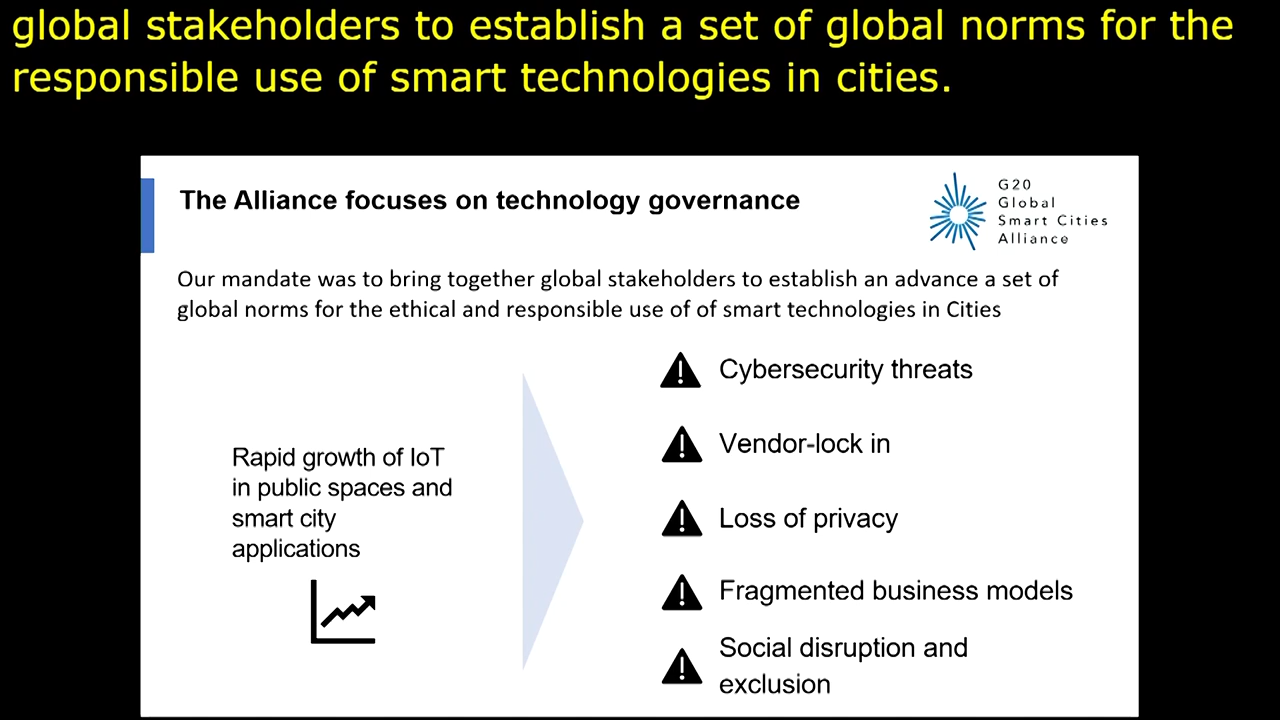 global stakeholders to establish a set of global norms for the
responsible use of smart technologies in cities.
The Alliance focuses on technology governance
G20
Global
Smart Cities
Alliance
Our mandate was to bring together global stakeholders to establish an advance a set of
global norms for the ethical and responsible use of of smart technologies in Cities
Rapid growth of IoT
in public spaces and
smart city
applications
Cybersecurity threats
Vendor-lock in
Loss of privacy
Fragmented business models
Social disruption and
exclusion